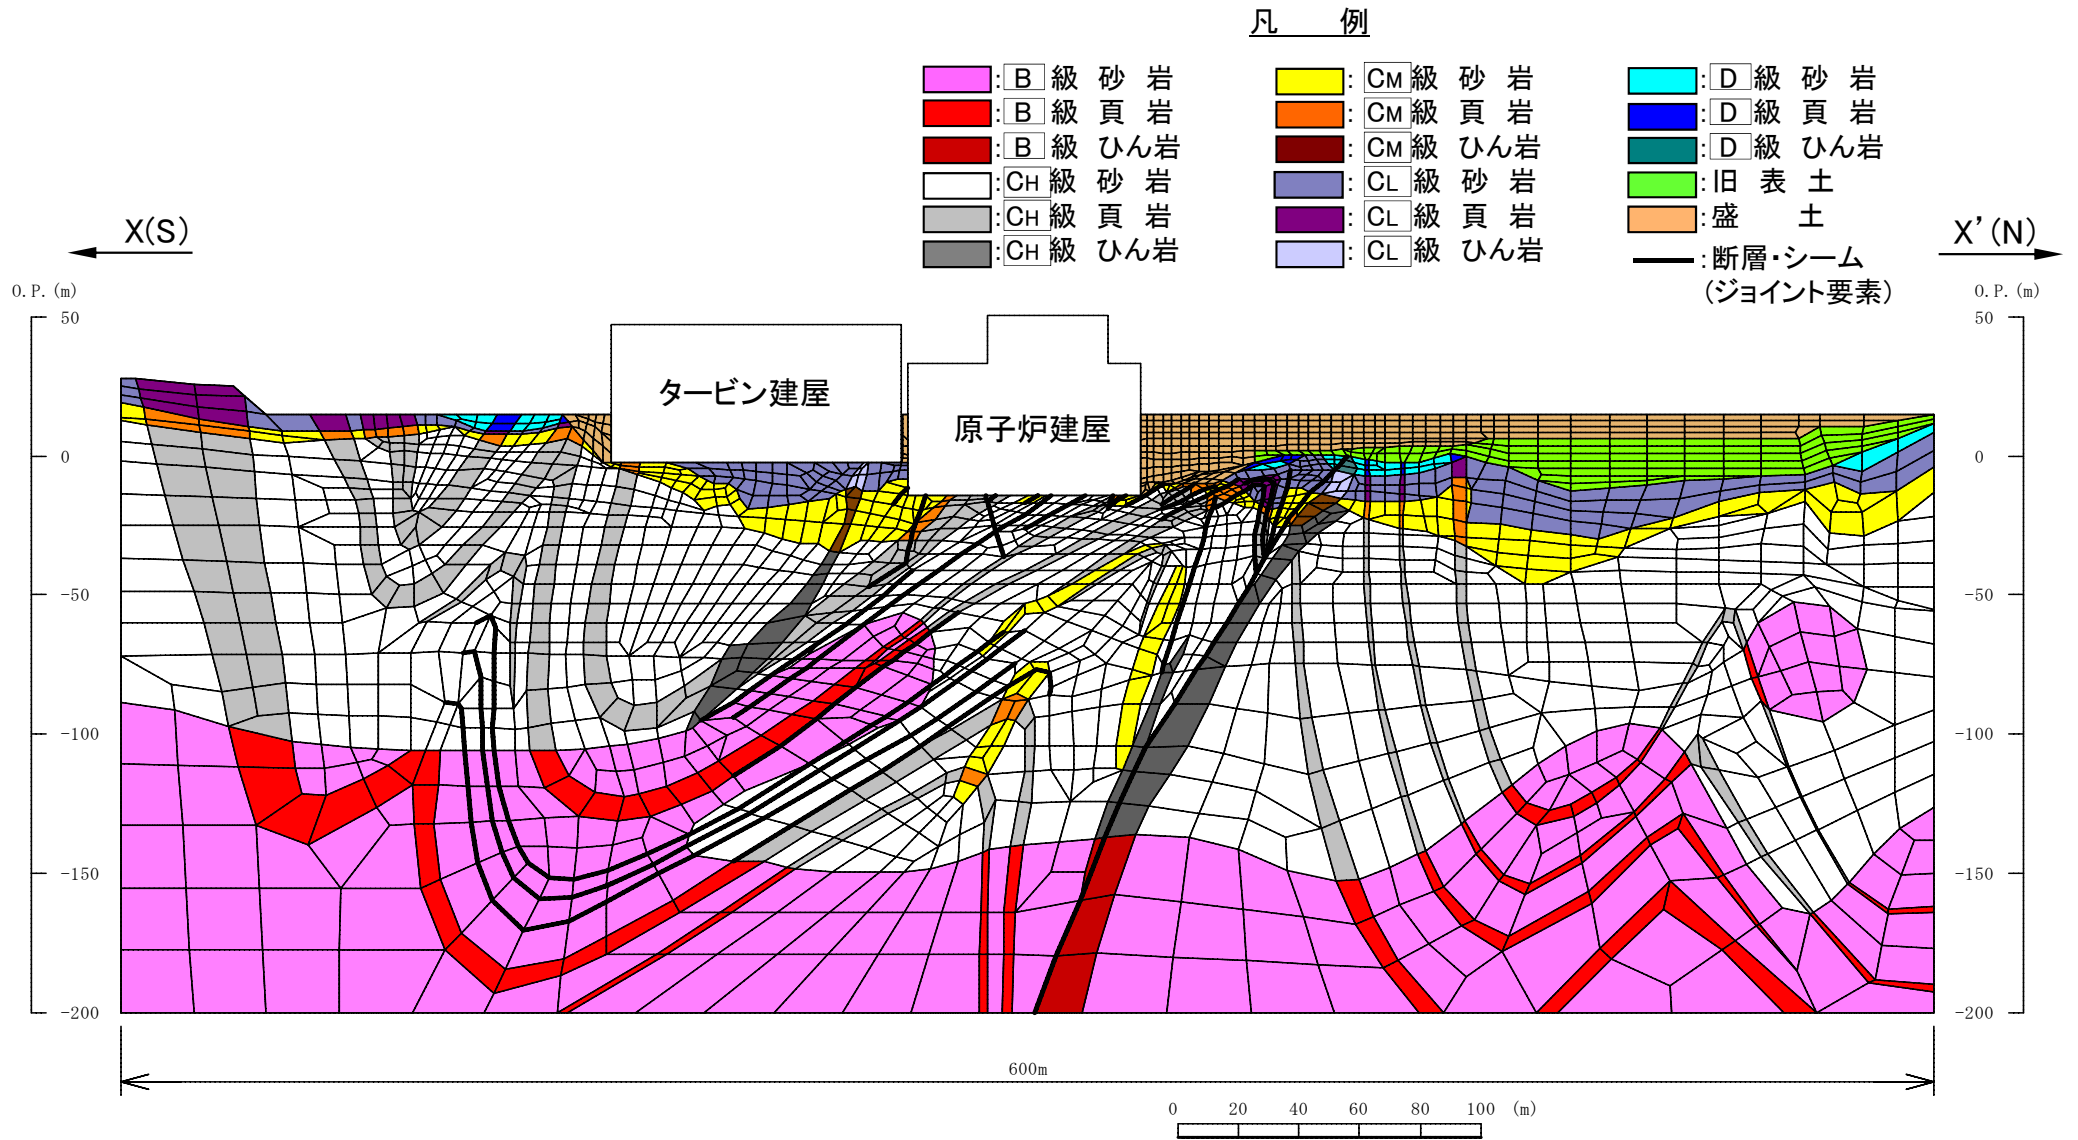 凡 例
: B 級 砂 岩
: B 級 頁 岩
: B 級 ひん岩
: CH級 砂 岩
: CH級 頁 岩
: CH級 ひん岩
: CM級 砂 岩
: CM級 頁 岩
: CM級 ひん岩
: CL級 砂 岩
: CL級 頁 岩
: CL級 ひん岩
: D 級 砂 岩
: D 級 頁 岩
: D 級 ひん岩
: 旧 表 土
: 盛 土
: 断層・シーム
(ジョイント要素)
X(S)
X'(N)
O.P.(m)
50
0
-50
-100
-150
-200
タービン建屋
原子炉建屋
O.P.(m)
50
0
-50
-100
-150
-200
600m
0 20 40 60 80 100 (m)